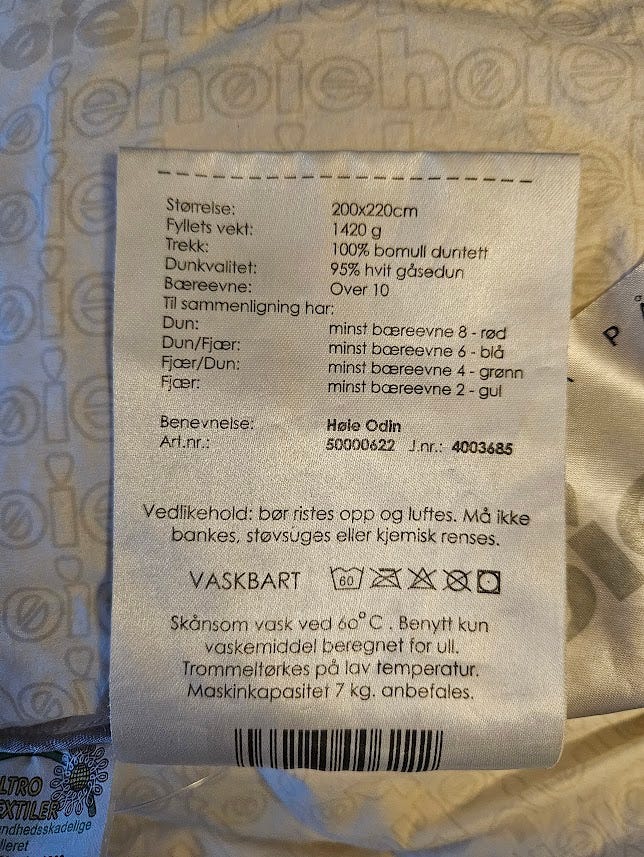 høie høie
Størrelse: 200x220cm
Fyllets vekt: 1420 g
Trekk: 100% bomull duntett
Dunkvalitet: 95% hvit gåsedun
Bæreevne: Over 10
Til sammenligning har:
Dun: minst bæreevne 8 - rød
Dun/Fjær: minst bæreevne 6 - blå
Fjær/Dun: minst bæreevne 4 - grønn
Fjær: minst bæreevne 2 - gul
Benevnelse: Høie Odin
Art.nr.: 50000622 J.nr.: 4003685
Vedlikehold: bør ristes opp og luftes. Må ikke
bankes, støvsuges eller kjemisk renses.
VASKBART 60
Skånsom vask ved 60°C . Benytt kun
vaskemiddel beregnet for ull.
Trommeltørkes på lav temperatur.
Maskinkapasitet 7 kg. anbefales.